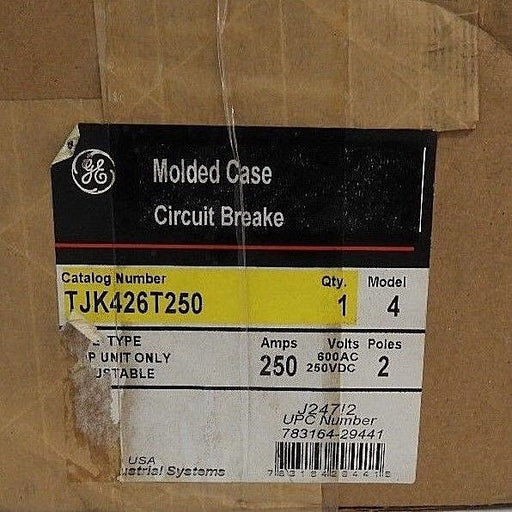 GE
Molded Case
Circuit Breake
Catalog Number Qty. Model
TJK426T250 1 4
TYPE Amps Volts Poles
P UNIT ONLY 250 600AC 2
USTABLE 250VDC
J247I2
UPC Number
783164-29441
USA
ustrial Systems